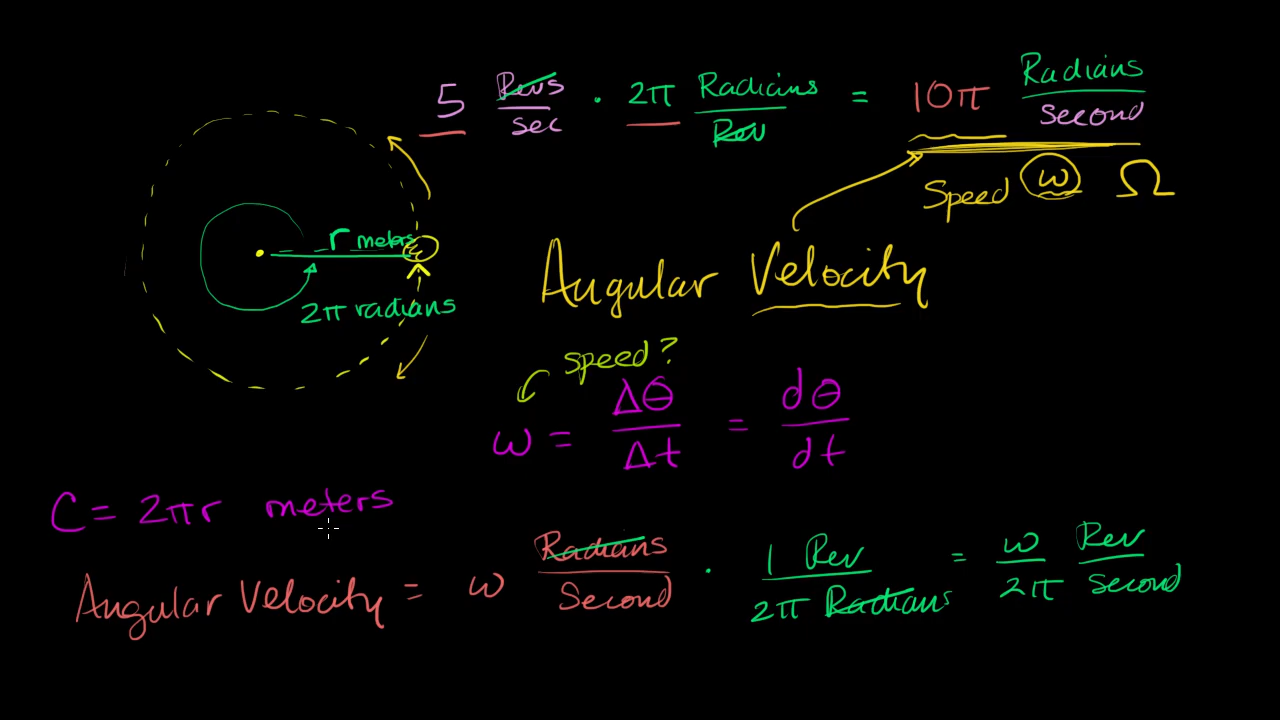 5 Revs/sec · 2π Radians/Rev = 10π Radians/Second
Speed ω Ω
r meters
Angular Velocity
2π radians
speed?
ω = Δθ/Δt = dθ/dt
C = 2πr meters
Angular Velocity = ω Radians/Second · 1 Rev/2π Radians = ω/2π Rev/Second